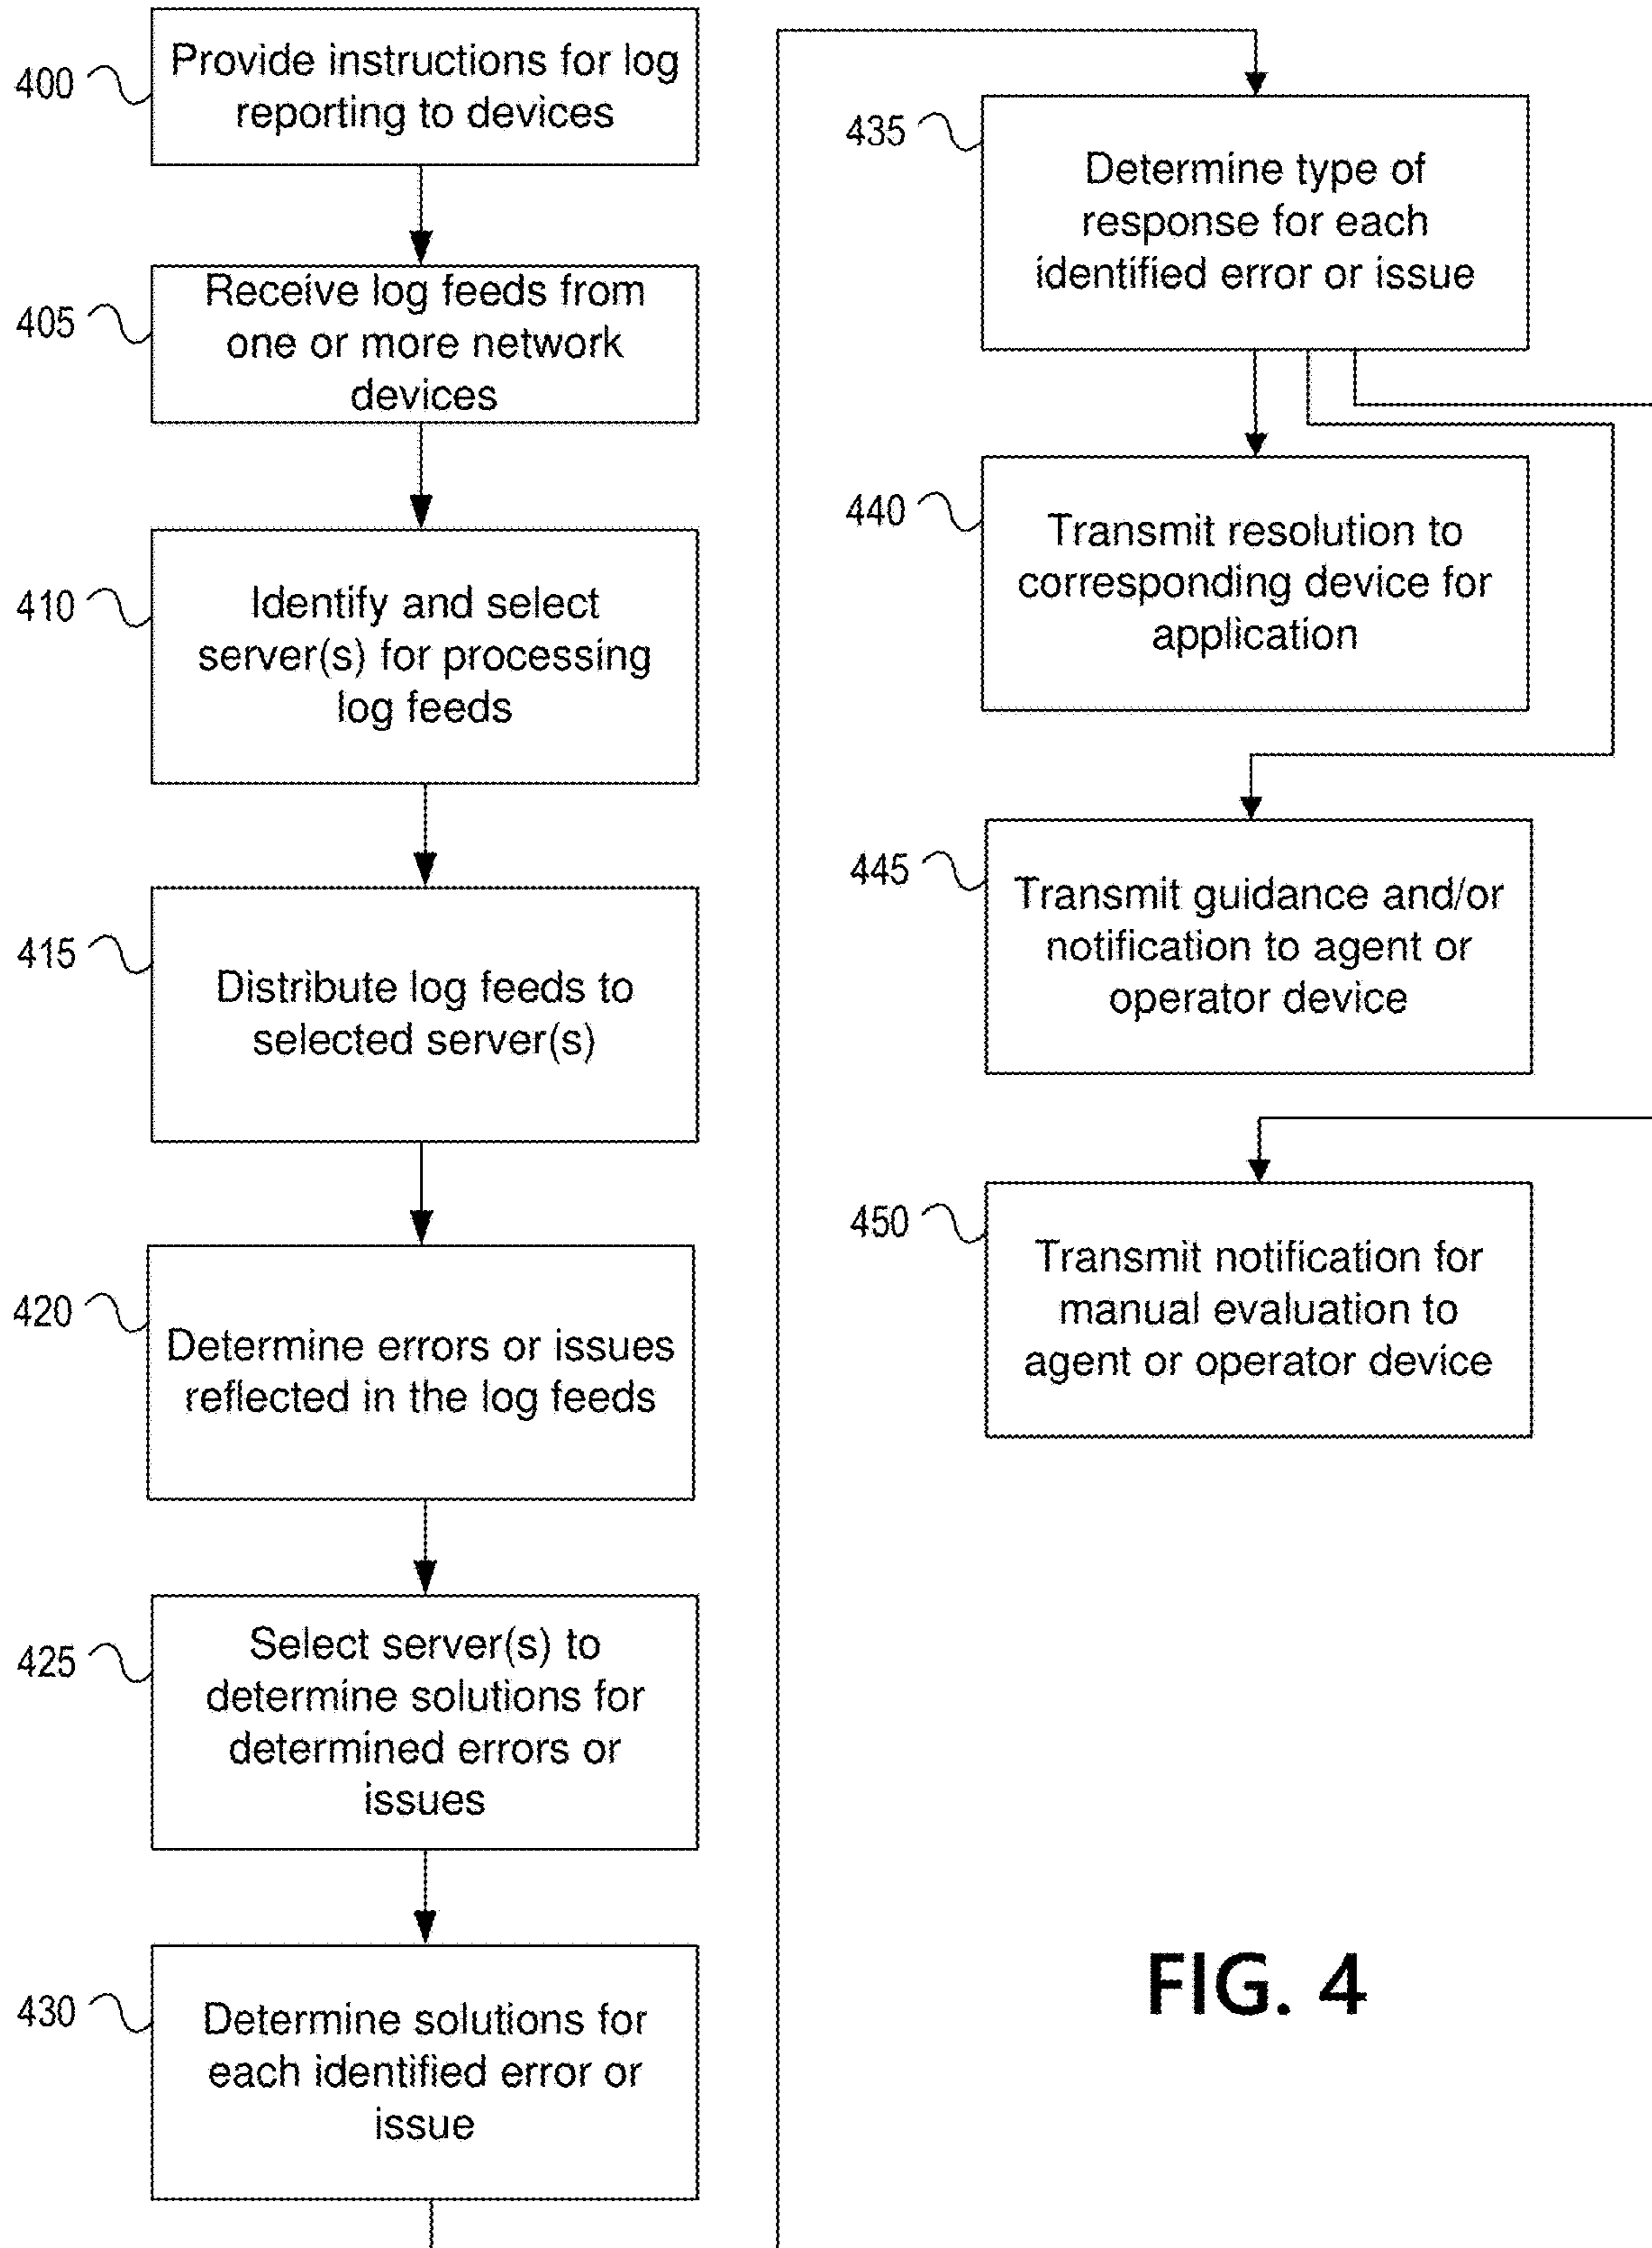 400
Provide instructions for log
reporting to devices
405
Receive log feeds from
one or more network
devices
410
Identify and select
server(s) for processing
log feeds
415
Distribute log feeds to
selected server(s)
420
Determine errors or issues
reflected in the log feeds
425
Select server(s) to
determine solutions for
determined errors or
issues
430
Determine solutions for
each identified error or
issue
435
Determine type of
response for each
identified error or issue
440
Transmit resolution to
corresponding device for
application
445
Transmit guidance and/or
notification to agent or
operator device
450
Transmit notification for
manual evaluation to
agent or operator device
FIG. 4